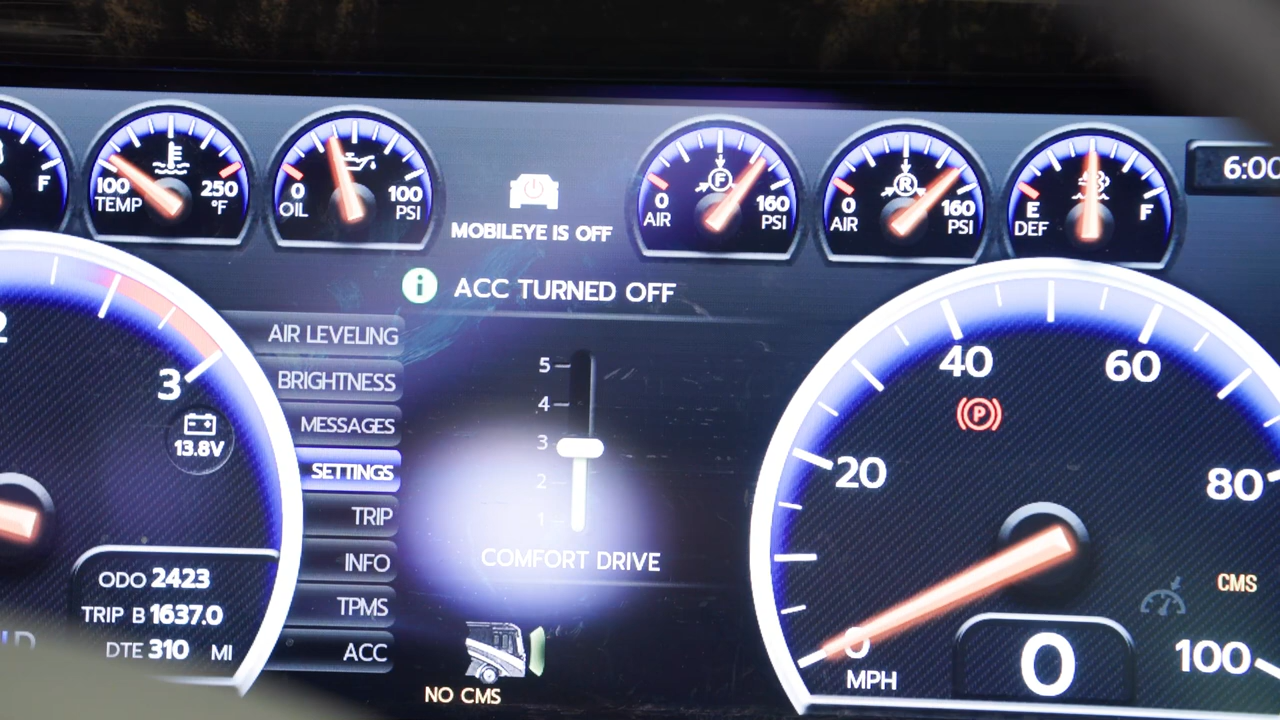 F
100
250
TEMP
°F
0
100
OIL
PSI
MOBILEYE IS OFF
F
0
160
AIR
PSI
R
0
160
AIR
PSI
E
F
DEF
6:00
ACC TURNED OFF
2
3
13.8V
AIR LEVELING
BRIGHTNESS
MESSAGES
SETTINGS
TRIP
INFO
TPMS
ACC
5
4
3
2
1
COMFORT DRIVE
NO CMS
ODO 2423
TRIP B 1637.0
DTE 310 MI
0
20
40
60
80
100
P
CMS
MPH
0